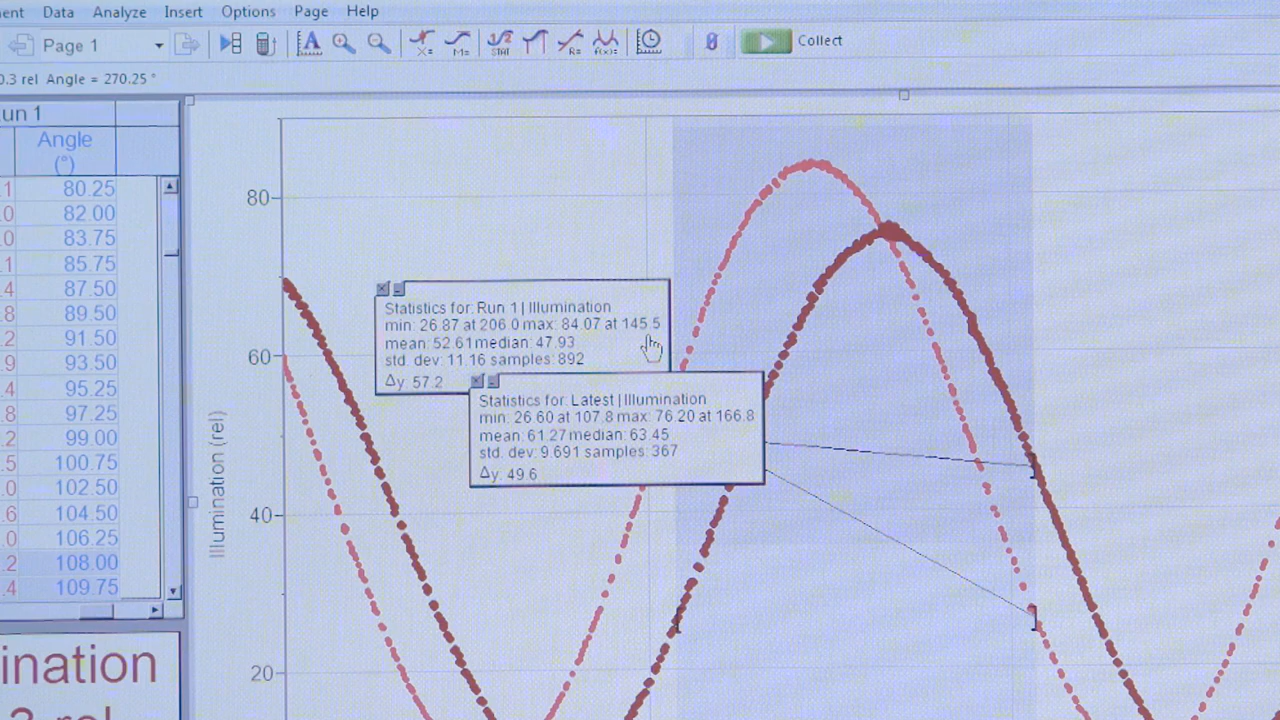 ent Data Analyze Insert Options Page Help
Page 1
A
X=
M=
STAT
R=
f(x)=
Collect
0.3 rel Angle = 270.25 °
un 1
Angle
(°)
1 80.25
0 82.00
0 83.75
1 85.75
4 87.50
8 89.50
2 91.50
9 93.50
4 95.25
8 97.25
2 99.00
5 100.75
0 102.50
6 104.50
0 106.25
2 108.00
4 109.75
ination
3 rel
Illumination (rel)
80
60
40
20
Statistics for: Run 1 | Illumination
min: 26.87 at 206.0 max: 84.07 at 145.5
mean: 52.61 median: 47.93
std. dev: 11.16 samples: 892
Δy: 57.2
Statistics for: Latest | Illumination
min: 26.60 at 107.8 max: 76.20 at 166.8
mean: 61.27 median: 63.45
std. dev: 9.691 samples: 367
Δy: 49.6